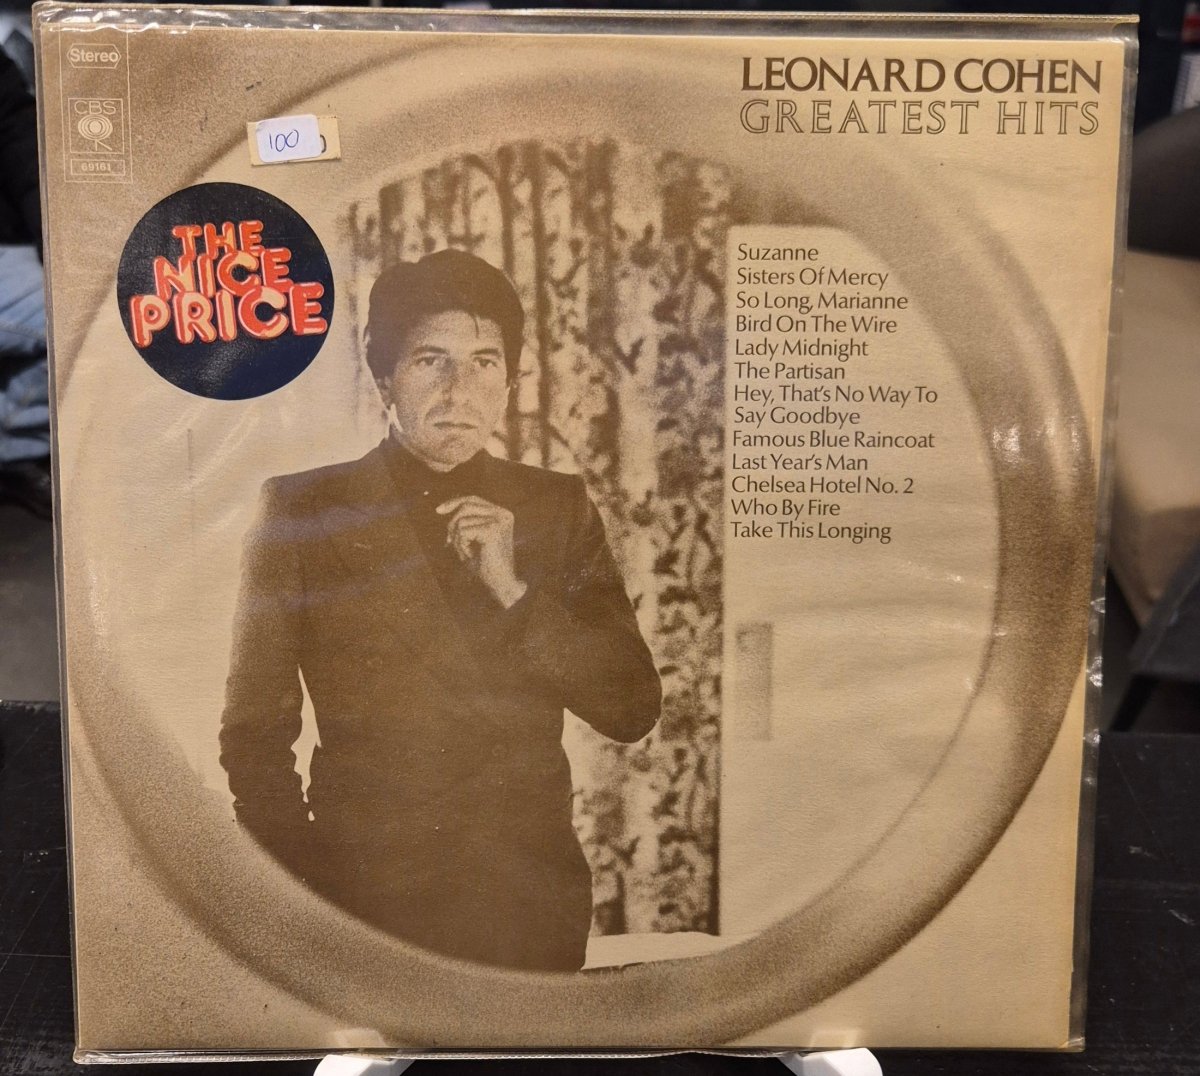 Stereo
CBS
69161
100
LEONARD COHEN
GREATEST HITS
THE
NICE
PRICE
Suzanne
Sisters Of Mercy
So Long, Marianne
Bird On The Wire
Lady Midnight
The Partisan
Hey, That's No Way To
Say Goodbye
Famous Blue Raincoat
Last Year's Man
Chelsea Hotel No. 2
Who By Fire
Take This Longing